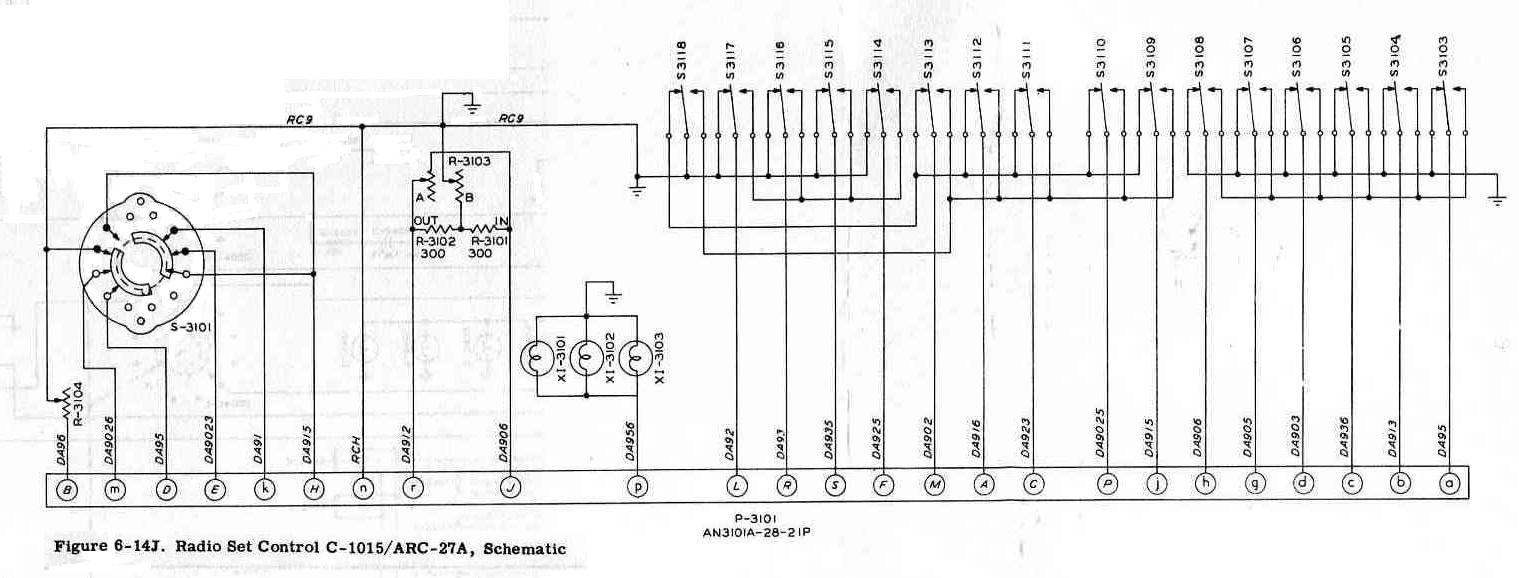 S3118 S3117 S3116 S3115 S3114 S3113 S3112 S3111 S3110 S3109 S3108 S3107 S3106 S3105 S3104 S3103
RC9 RC9
R-3103
A B
OUT IN
R-3102 R-3101
300 300
S-3101
XI-3101 XI-3102 XI-3103
R-3104
DA96 DA9026 DA95 DA9023 DA91 DA915 RCH DA912 DA906 DA956 DA92 DA93 DA935 DA925 DA902 DA916 DA923 DA9025 DA915 DA906 DA905 DA903 DA936 DA913 DA95
B m D E k H n r J p L R S F M A C P j h g d c b a
P-3101
AN3101A-28-21P
Figure 6-14J. Radio Set Control C-1015/ARC-27A, Schematic